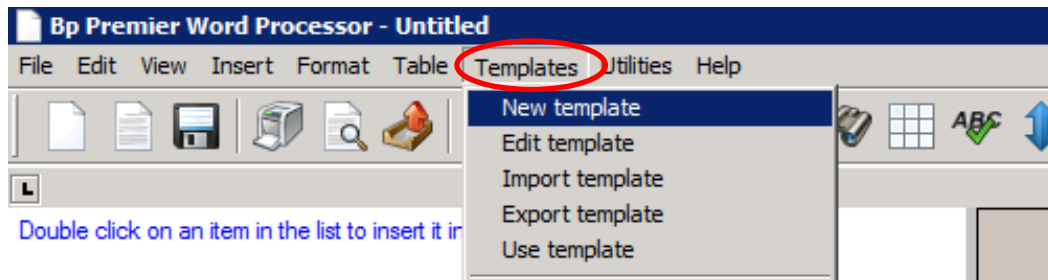 Bp Premier Word Processor - Untitled
File Edit View Insert Format Table Templates Utilities Help
New template
ABC
Edit template
Import template
L
Export template
Double click on an item in the list to insert it in
Use template